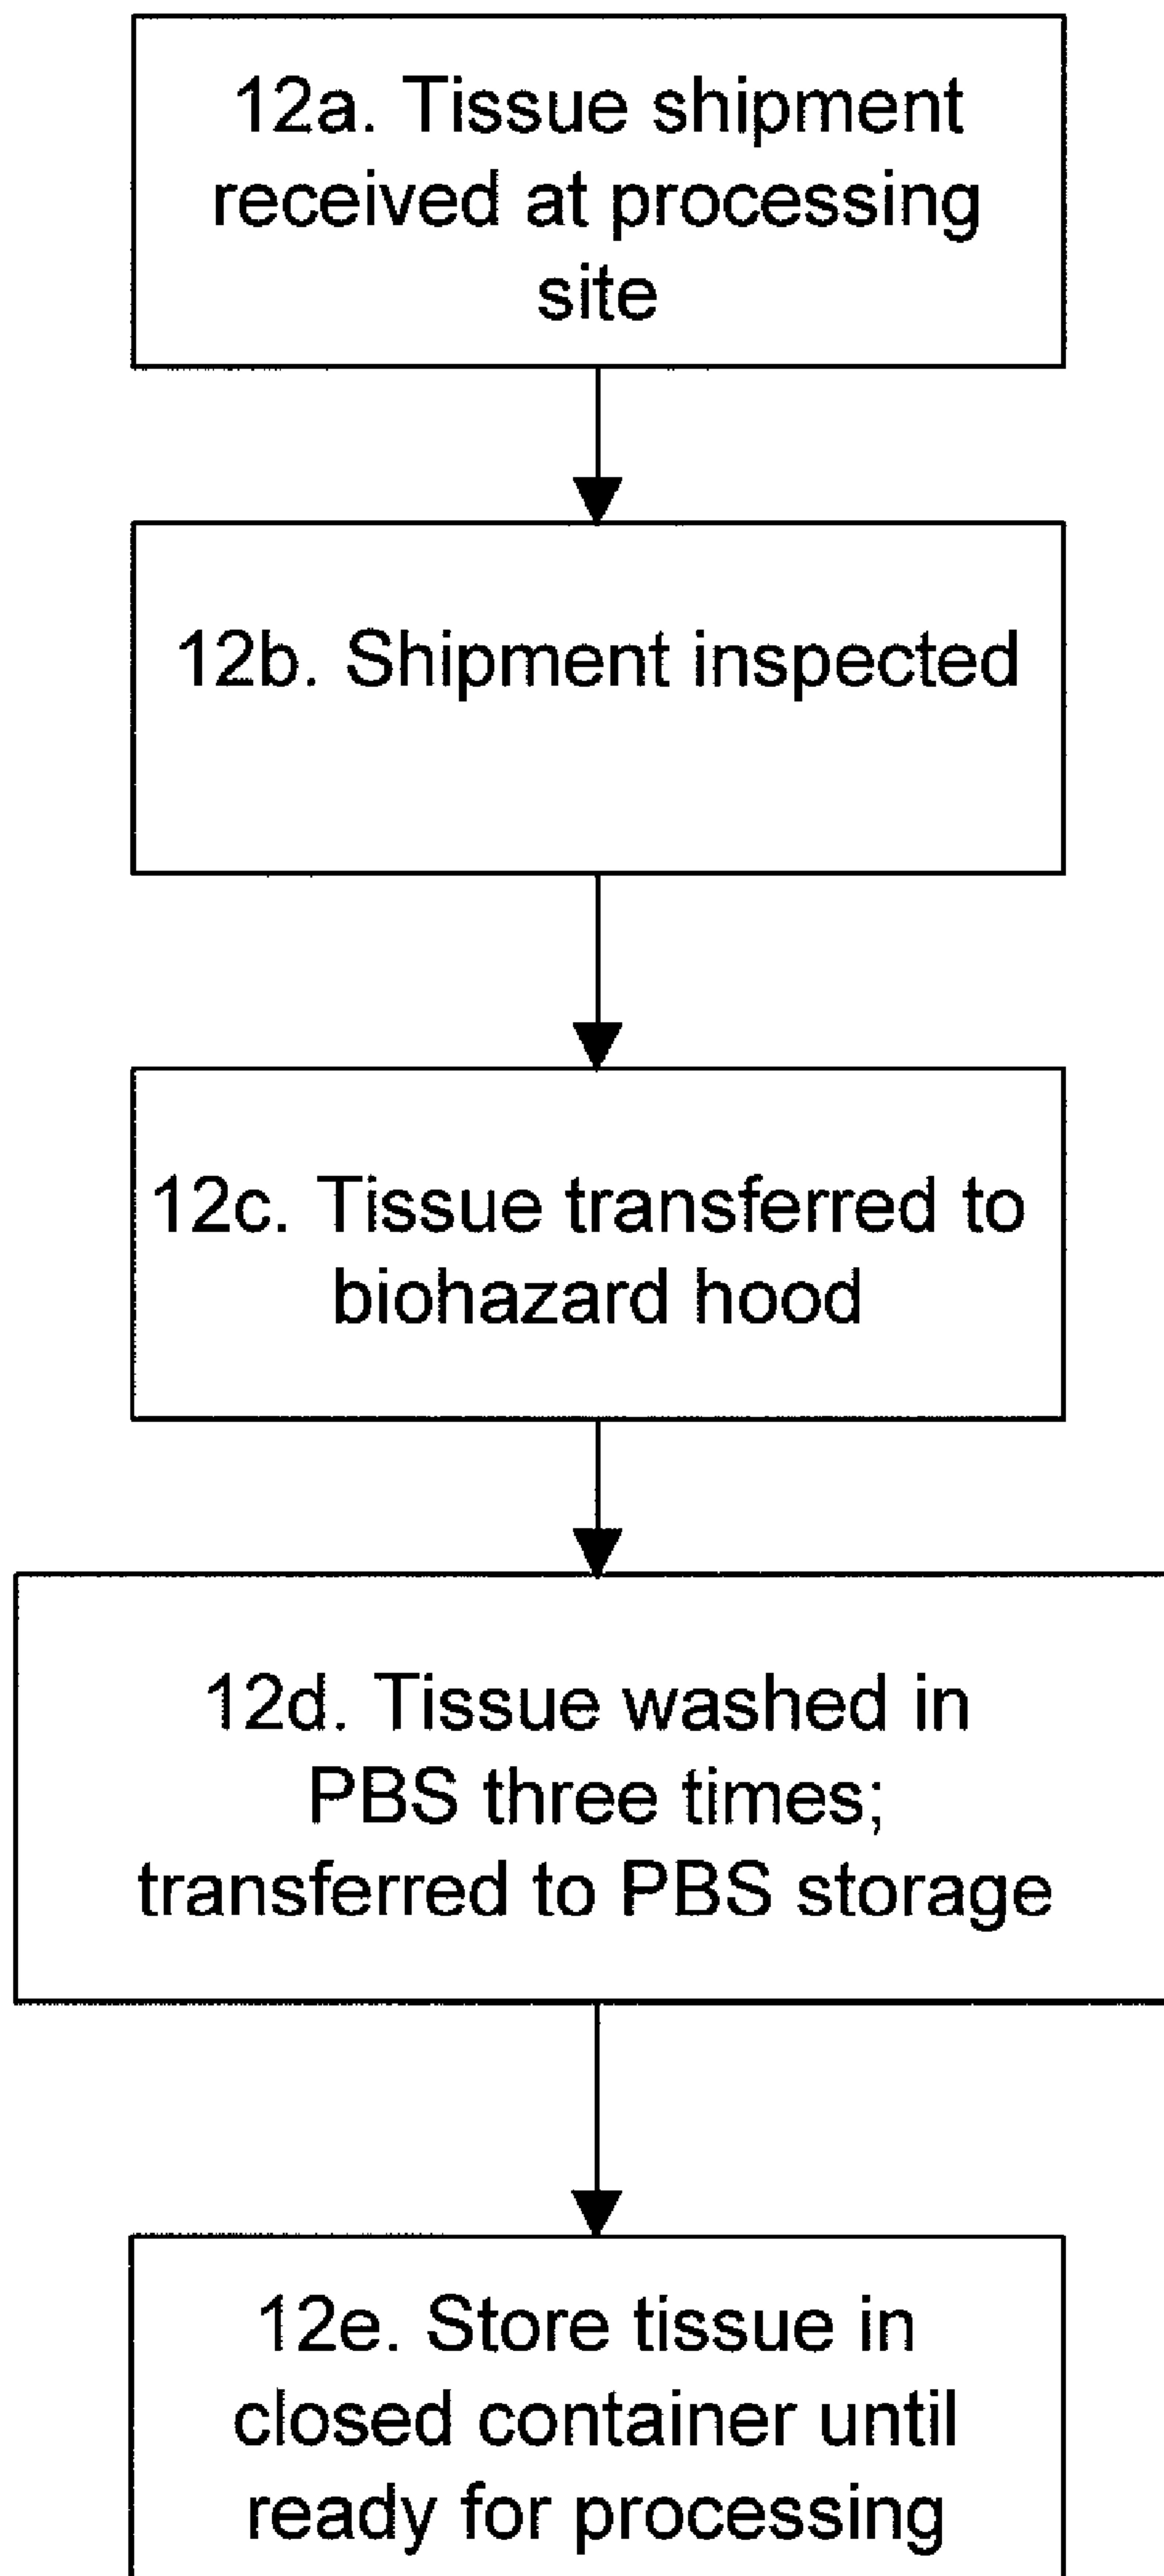 12a. Tissue shipment
received at processing
site
12b. Shipment inspected
12c. Tissue transferred to
biohazard hood
12d. Tissue washed in
PBS three times;
transferred to PBS storage
12e. Store tissue in
closed container until
ready for processing